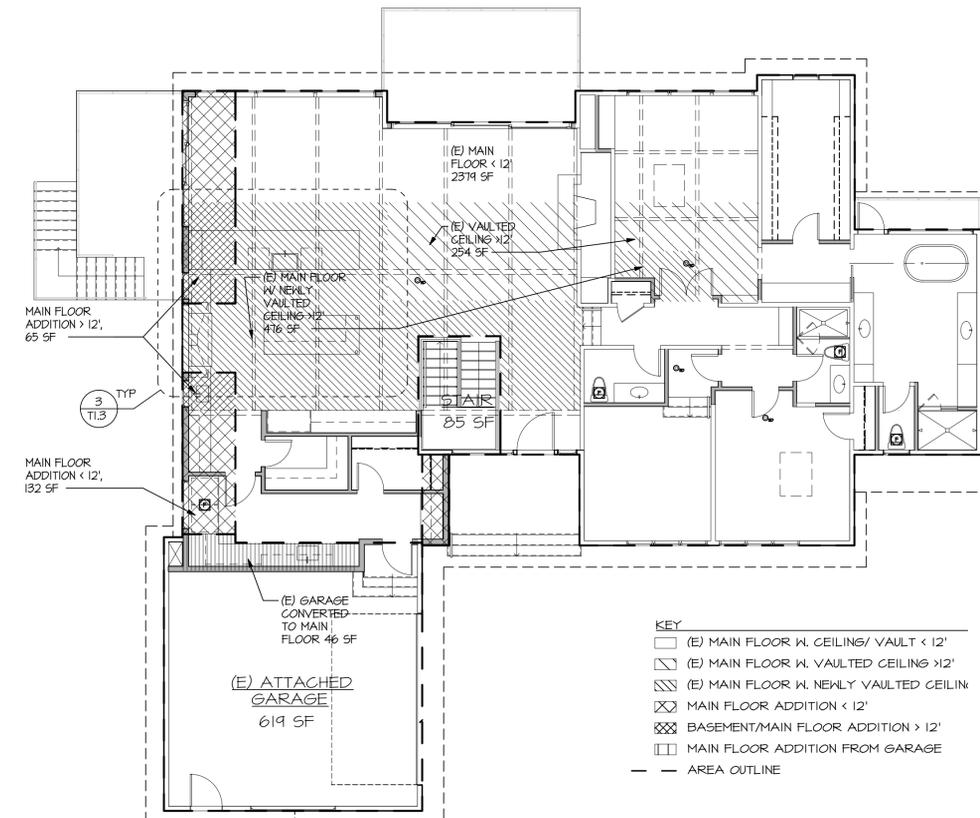 (E) MAIN
FLOOR < 12'
2379 SF
(E) VAULTED
CEILING >12'
254 SF
(E) MAIN FLOOR
W/ NEWLY
VAULTED
CEILING >12'
476 SF
MAIN FLOOR
ADDITION > 12',
65 SF
3
T1.3
TYP
STAIR
85 SF
MAIN FLOOR
ADDITION < 12',
132 SF
(E) GARAGE
CONVERTED
TO MAIN
FLOOR 46 SF
(E) ATTACHED
GARAGE
619 SF
KEY
(E) MAIN FLOOR W. CEILING/ VAULT < 12'
(E) MAIN FLOOR W. VAULTED CEILING >12'
(E) MAIN FLOOR W. NEWLY VAULTED
MAIN FLOOR ADDITION < 12'
BASEMENT/MAIN FLOOR ADDITION > 12'
MAIN FLOOR ADDITION FROM GARAGE
AREA OUTLINE